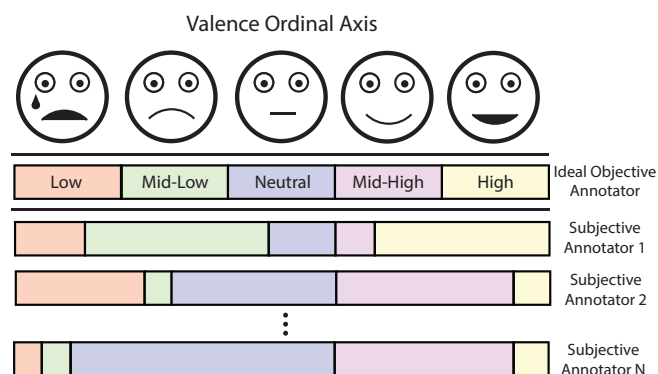 Valence Ordinal Axis
Low Mid-Low Neutral Mid-High High
Ideal Objective
Annotator
Subjective
Annotator 1
Subjective
Annotator 2
Subjective
Annotator N